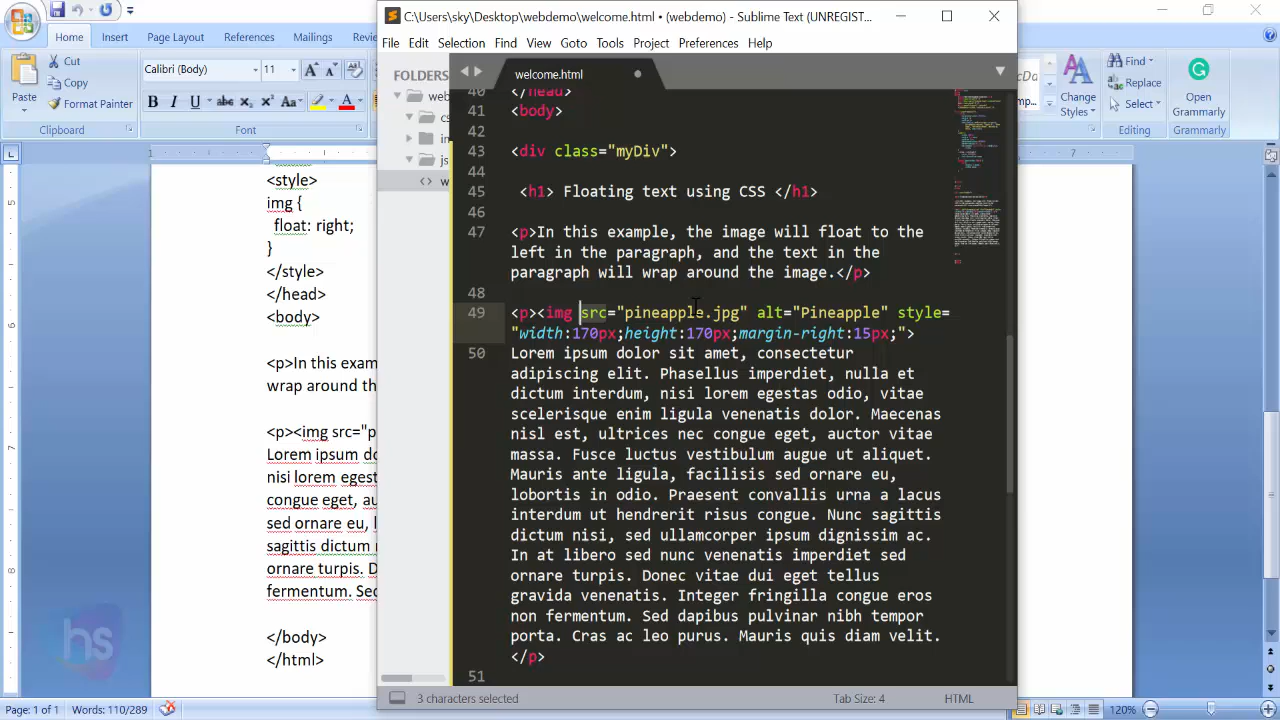 C:\Users\sky\Desktop\webdemo\welcome.html • (webdemo) - Sublime Text (UNREGIST...
Home
Insert
Page Layout
References
Mailings
Review
File
Edit
Selection
Find
View
Goto
Tools
Project
Preferences
Help
Cut
Copy
Format Painter
Paste
Clipboard
Calibri (Body)
11
Font
Find
Replace
Select
Editing
Change
Styles
Grammarly
Grammarly
FOLDERS
welcome.html
40 </head>
41 <body>
42
43 <div class="myDiv">
44
45 <h1> Floating text using CSS </h1>
46
47 <p>In this example, the image will float to the
left in the paragraph, and the text in the
paragraph will wrap around the image.</p>
48
49 <p><img src="pineapple.jpg" alt="Pineapple" style=
"width:170px;height:170px;margin-right:15px;">
50 Lorem ipsum dolor sit amet, consectetur
adipiscing elit. Phasellus imperdiet, nulla et
dictum interdum, nisi lorem egestas odio, vitae
scelerisque enim ligula venenatis dolor. Maecenas
nisl est, ultrices nec congue eget, auctor vitae
massa. Fusce luctus vestibulum augue ut aliquet.
Mauris ante ligula, facilisis sed ornare eu,
lobortis in odio. Praesent convallis urna a lacus
interdum ut hendrerit risus congue. Nunc sagittis
dictum nisi, sed ullamcorper ipsum dignissim ac.
In at libero sed nunc venenatis imperdiet sed
ornare turpis. Donec vitae dui eget tellus
gravida venenatis. Integer fringilla congue eros
non fermentum. Sed dapibus pulvinar nibh tempor
porta. Cras ac leo purus. Mauris quis diam velit.
</p>
51
<style>
img {
float: right;
</style>
</head>
<body>
<p>In this exam
wrap around th
<p><img src="p
Lorem ipsum do
nisi lorem eges
congue eget, au
sed ornare eu, l
sagittis dictum n
ornare turpis. D
fermentum. Sed
</body>
</html>
hs
3 characters selected
Tab Size: 4
HTML
Page: 1 of 1
Words: 110/289
120%